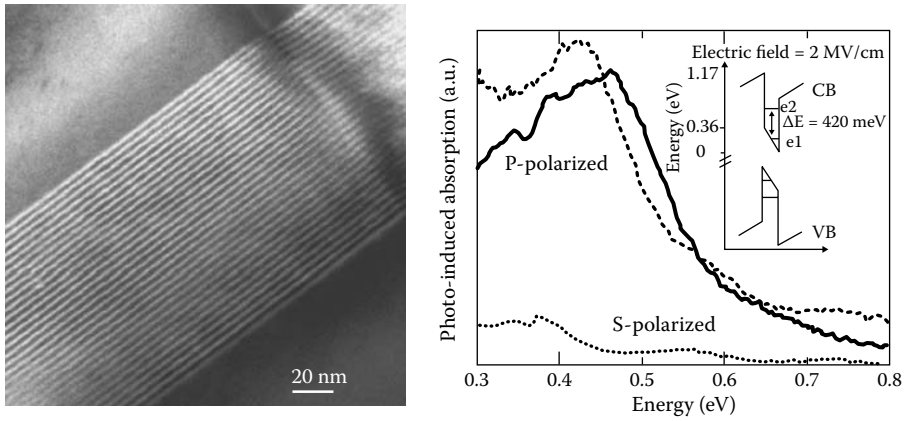 20 nm
Photo-induced absorption (a.u.)
P-polarized
S-polarized
0.3
0.4
0.5
0.6
0.7
0.8
Energy (eV)
Electric field = 2 MV/cm
Energy (eV)
1.17
0.36
0
CB
e2
ΔE = 420 meV
e1
VB